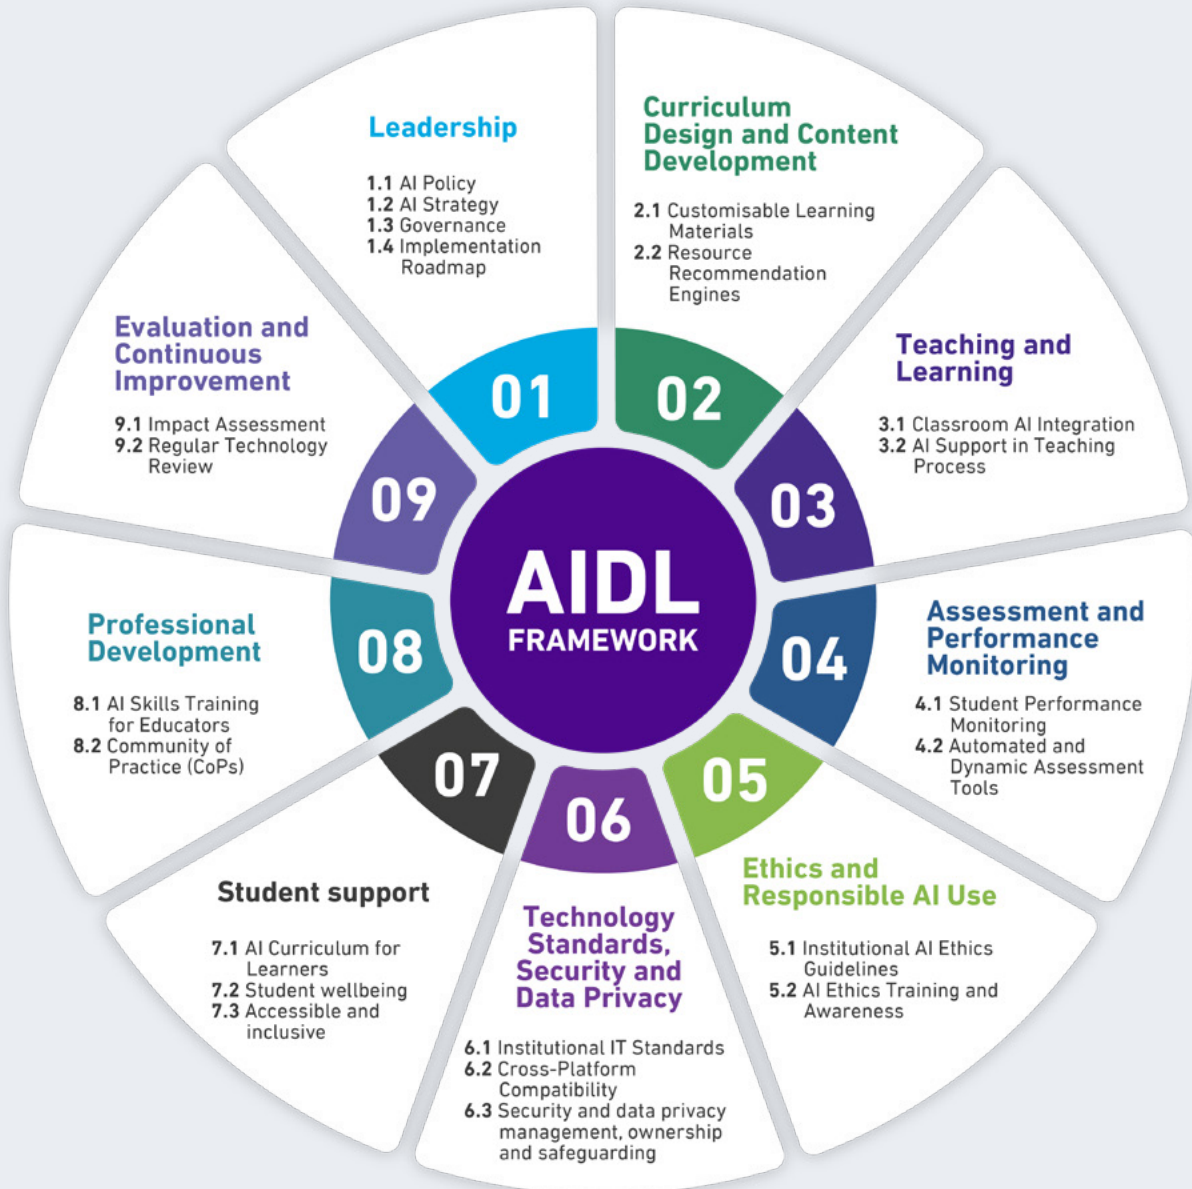 AIDL
FRAMEWORK
01
Leadership
1.1 AI Policy
1.2 AI Strategy
1.3 Governance
1.4 Implementation
Roadmap
02
Curriculum
Design and Content
Development
2.1 Customisable Learning
Materials
2.2 Resource
Recommendation
Engines
03
Teaching and
Learning
3.1 Classroom AI Integration
3.2 AI Support in Teaching
Process
04
Assessment and
Performance
Monitoring
4.1 Student Performance
Monitoring
4.2 Automated and
Dynamic Assessment
Tools
05
Ethics and
Responsible AI Use
5.1 Institutional AI Ethics
Guidelines
5.2 AI Ethics Training and
Awareness
06
Technology
Standards,
Security and
Data Privacy
6.1 Institutional IT Standards
6.2 Cross-Platform
Compatibility
6.3 Security and data privacy
management, ownership
and safeguarding
07
Student support
7.1 AI Curriculum for
Learners
7.2 Student wellbeing
7.3 Accessible and
inclusive
08
Professional
Development
8.1 AI Skills Training
for Educators
8.2 Community of
Practice (CoPs)
09
Evaluation and
Continuous
Improvement
9.1 Impact Assessment
9.2 Regular Technology
Review